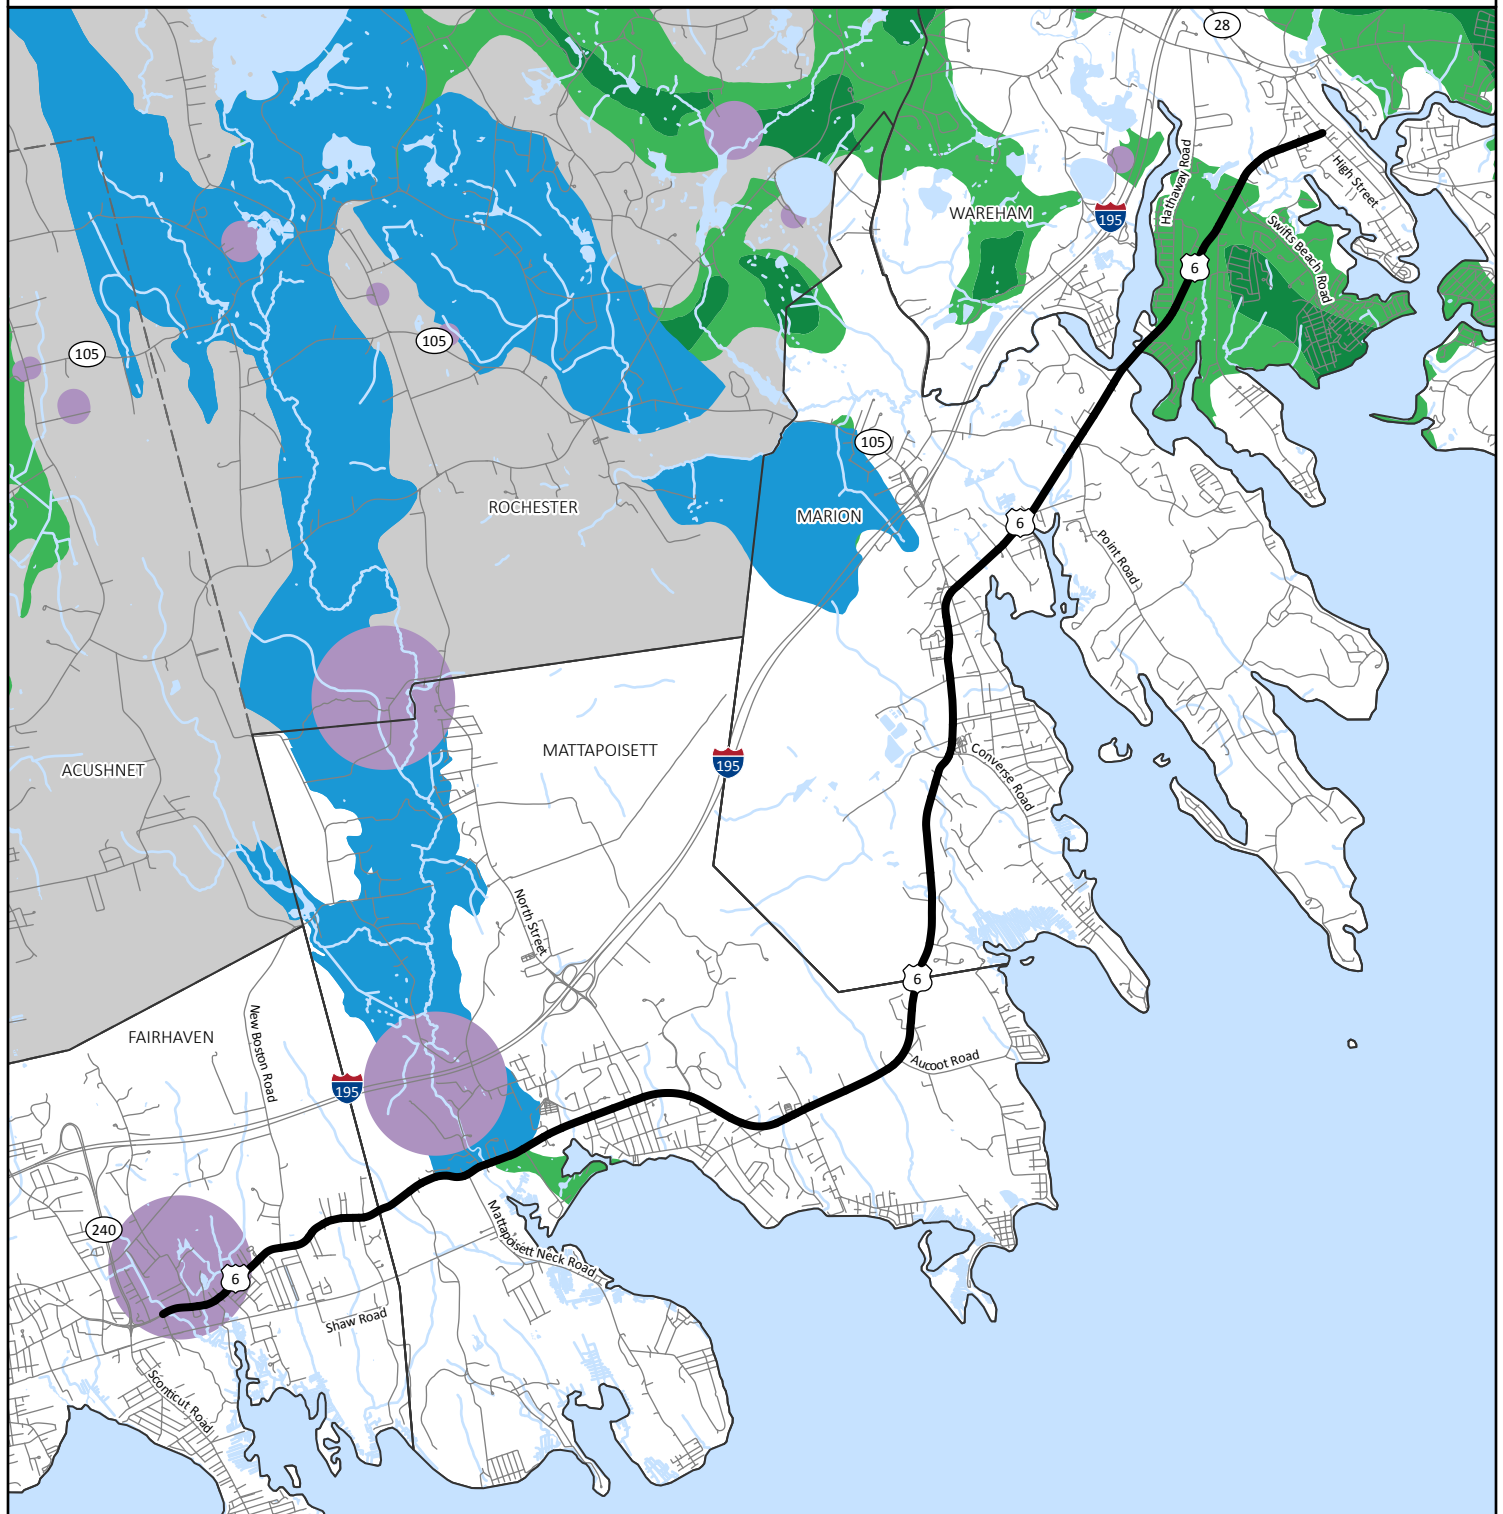 28
High Street
Hathaway Road
WAREHAM
195
Swifts Beach Road
6
105
105
105
ROCHESTER
MARION
6
Point Road
MATTAPOISETT
195
ACUSHNET
Converse Road
North Street
6
FAIRHAVEN
New Boston Road
Aucoot Road
195
240
Mattapoisett Neck Road
6
Shaw Road
Sconticut Road